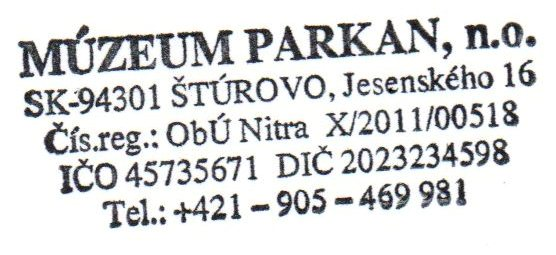 MÚZEUM PARKAN, n.o.
SK-94301 ŠTÚROVO, Jesenského 16
Čís.reg.: ObÚ Nitra X/2011/00518
IČO 45735671 DIČ 2023234598
Tel.: +421 – 905 – 469 981